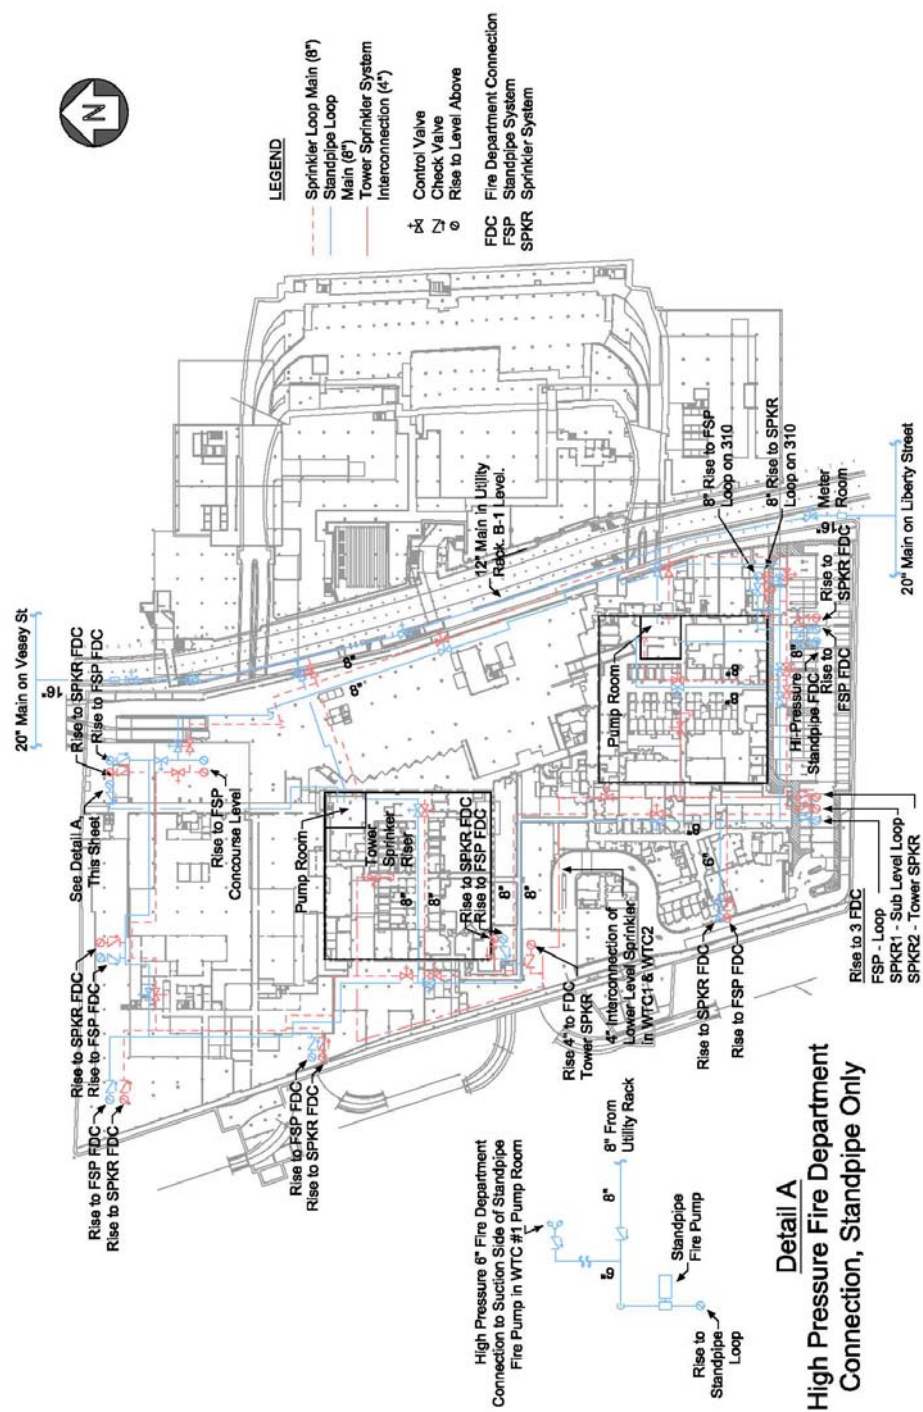 N
LEGEND
Sprinkler Loop Main (8")
Standpipe Loop
Main (8")
Tower Sprinkler System
Interconnection (4")
Control Valve
Check Valve
Rise to Level Above
FDC Fire Department Connection
FSP Standpipe System
SPKR Sprinkler System
20" Main on Vesey St
16"
Rise to SPKR FDC
Rise to FSP FDC
See Detail A
This Sheet
Rise to FSP
Concourse Level
Rise to SPKR FDC
Rise to FSP FDC
Rise to FSP FDC
Rise to SPKR FDC
Rise to FSP FDC
Rise to SPKR FDC
12" Main in Utility
Rack. B-1 Level.
8"
8"
8"
Pump Room
Tower
Sprinker
Riser
8"
8"
Rise to SPKR FDC
Rise to FSP FDC
8"
8"
Rise 4" to FDC
Tower SPKR
4" Interconnection of
Lower Level Sprinkler
in WTC1 & WTC2
Pump Room
8"
8"
8"
6"
Rise to SPKR FDC
Rise to FSP FDC
8" Rise to FSP
Loop on 310
8" Rise to SPKR
Loop on 310
16"
Meter
Room
20" Main on Liberty Street
Hi Pressure
Standpipe FDC
8"
Rise to
FSP FDC
Rise to
SPKR FDC
Rise to 3 FDC
FSP - Loop
SPKR1 - Sub Level Loop
SPKR2 - Tower SPKR
High Pressure 6" Fire Department
Connection to Suction Side of Standpipe
Fire Pump in WTC #1 Pump Room
8" From
Utility Rack
8"
6"
Standpipe
Fire Pump
Rise to
Standpipe
Loop
Detail A
High Pressure Fire Department
Connection, Standpipe Only